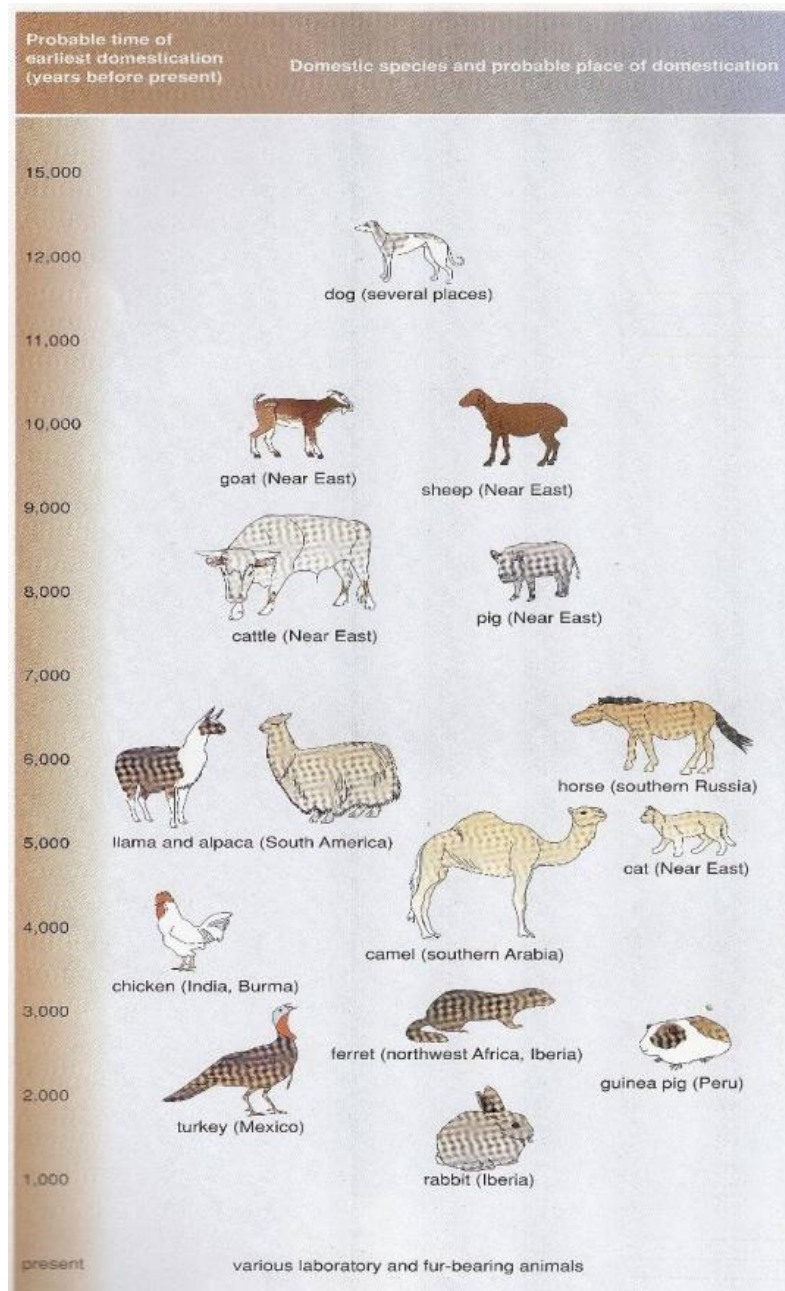 Probable time of
earliest domestication
(years before present)
Domestic species and probable place of domestication
15,000
12,000
dog (several places)
11,000
10,000
goat (Near East)
sheep (Near East)
9,000
8,000
cattle (Near East)
pig (Near East)
7,000
6,000
horse (southern Russia)
llama and alpaca (South America)
5,000
cat (Near East)
4,000
camel (southern Arabia)
chicken (India, Burma)
3,000
ferret (northwest Africa, Iberia)
guinea pig (Peru)
2,000
turkey (Mexico)
rabbit (Iberia)
1,000
present
various laboratory and fur-bearing animals